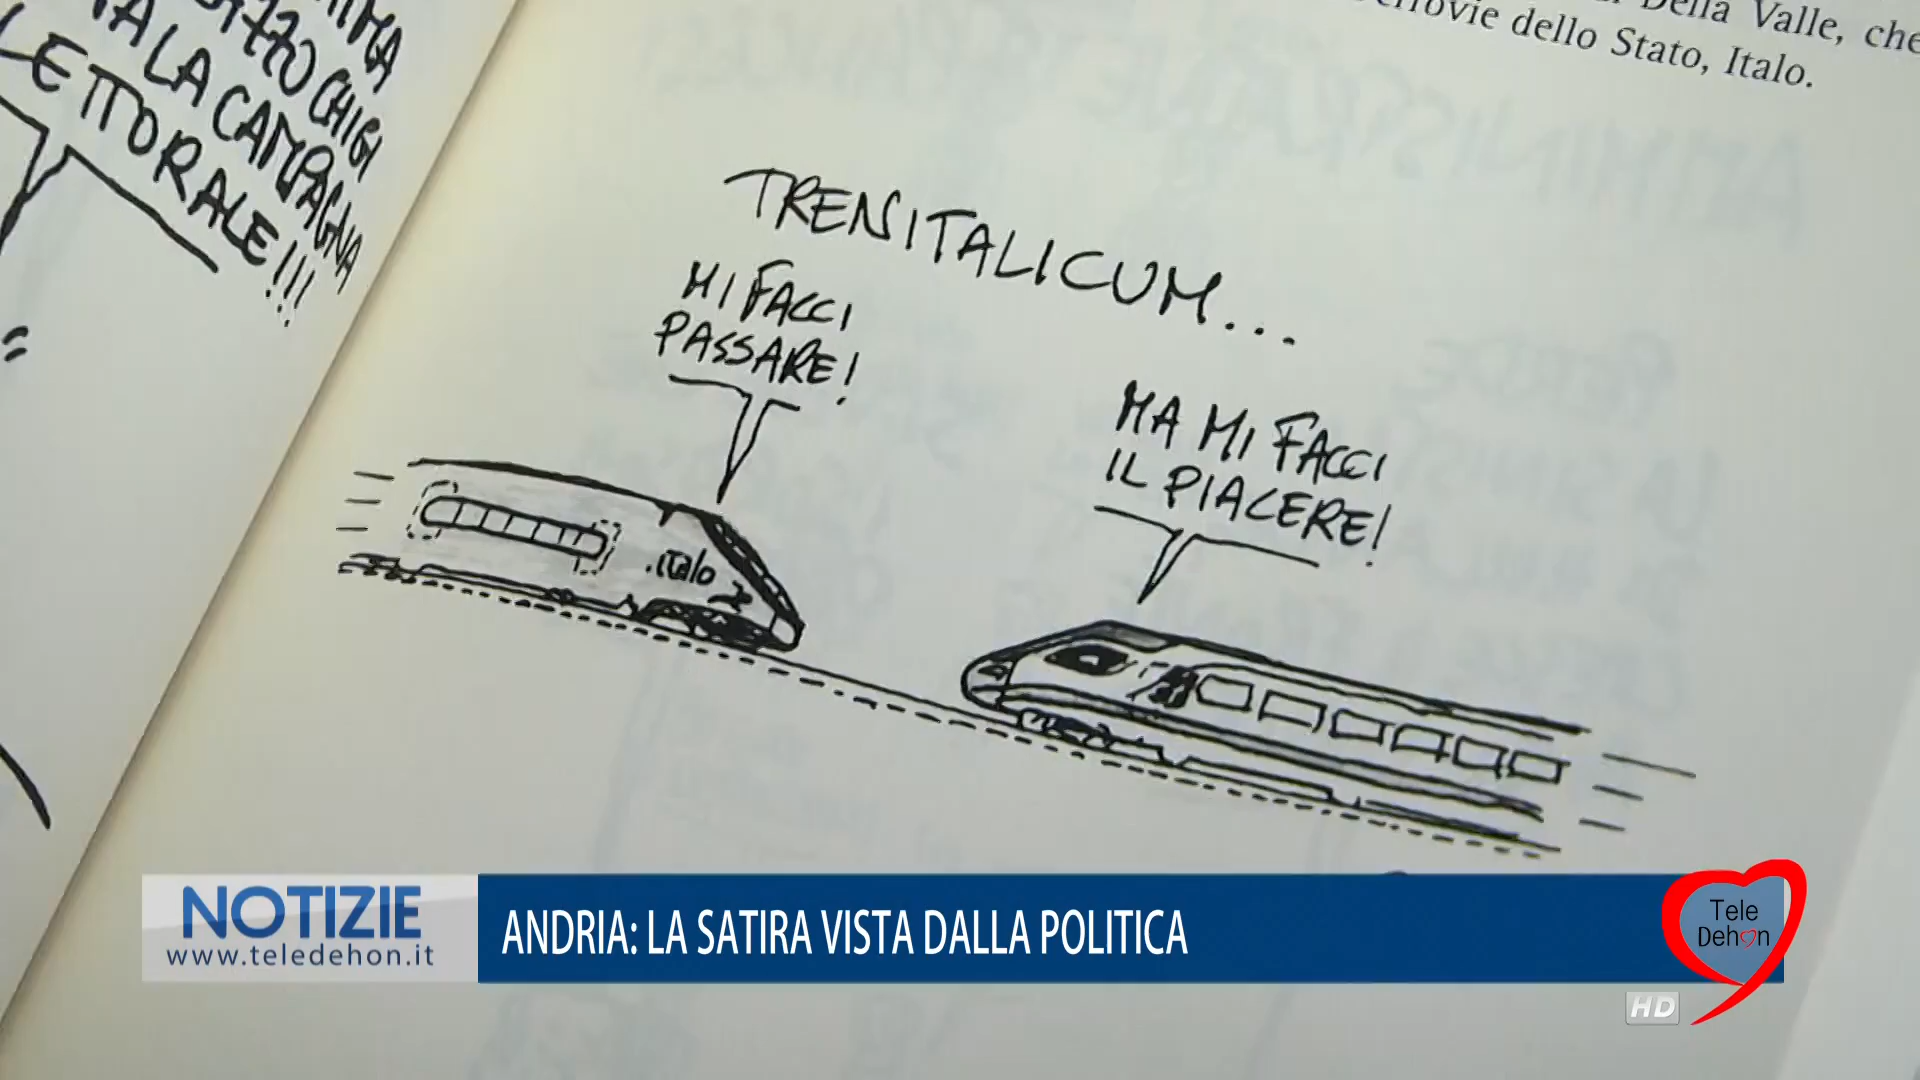 LA CAMPAGNA
ELETTORALE!!!
Della Valle, che
dello Stato, Italo.
TRENITALICUM...
MI FACCI
PASSARE!
MA MI FACCI
IL PIACERE!
.italo
NOTIZIE
www.teledehon.it
ANDRIA: LA SATIRA VISTA DALLA POLITICA
Tele
Dehon
HD